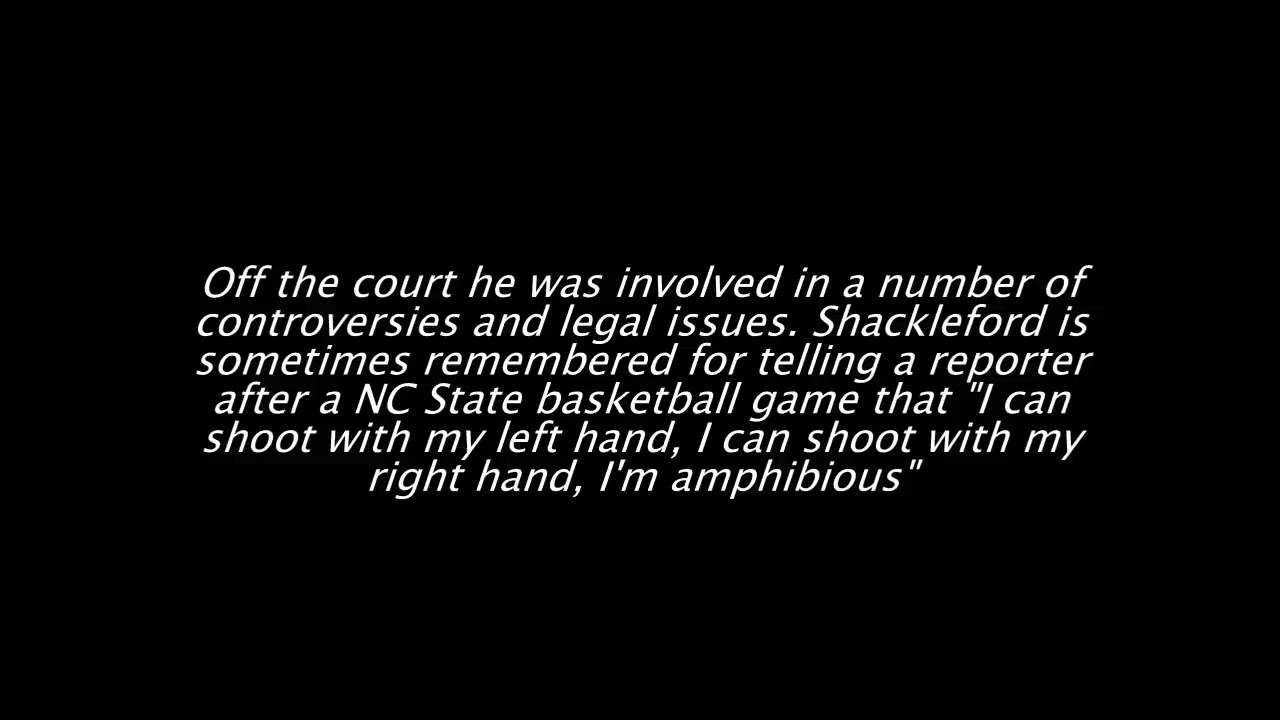 Off the court he was involved in a number of
controversies and legal issues. Shackleford is
sometimes remembered for telling a reporter
after a NC State basketball game that "I can
shoot with my left hand, I can shoot with my
right hand, I'm amphibious"